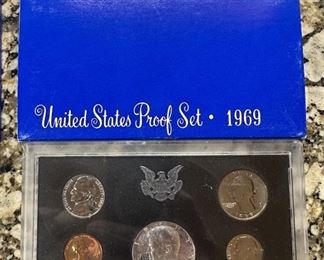 United States Proof Set • 1969